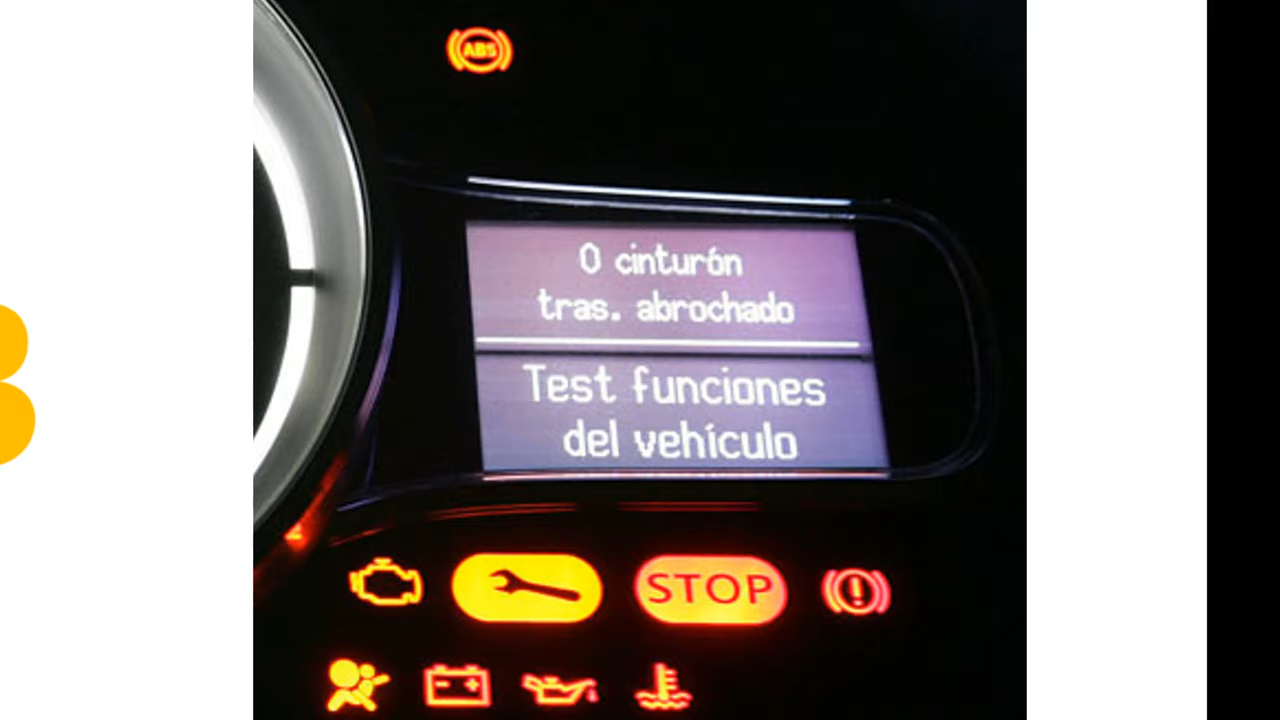 ABS
0 cinturón
tras. abrochado
Test funciones
del vehículo
STOP